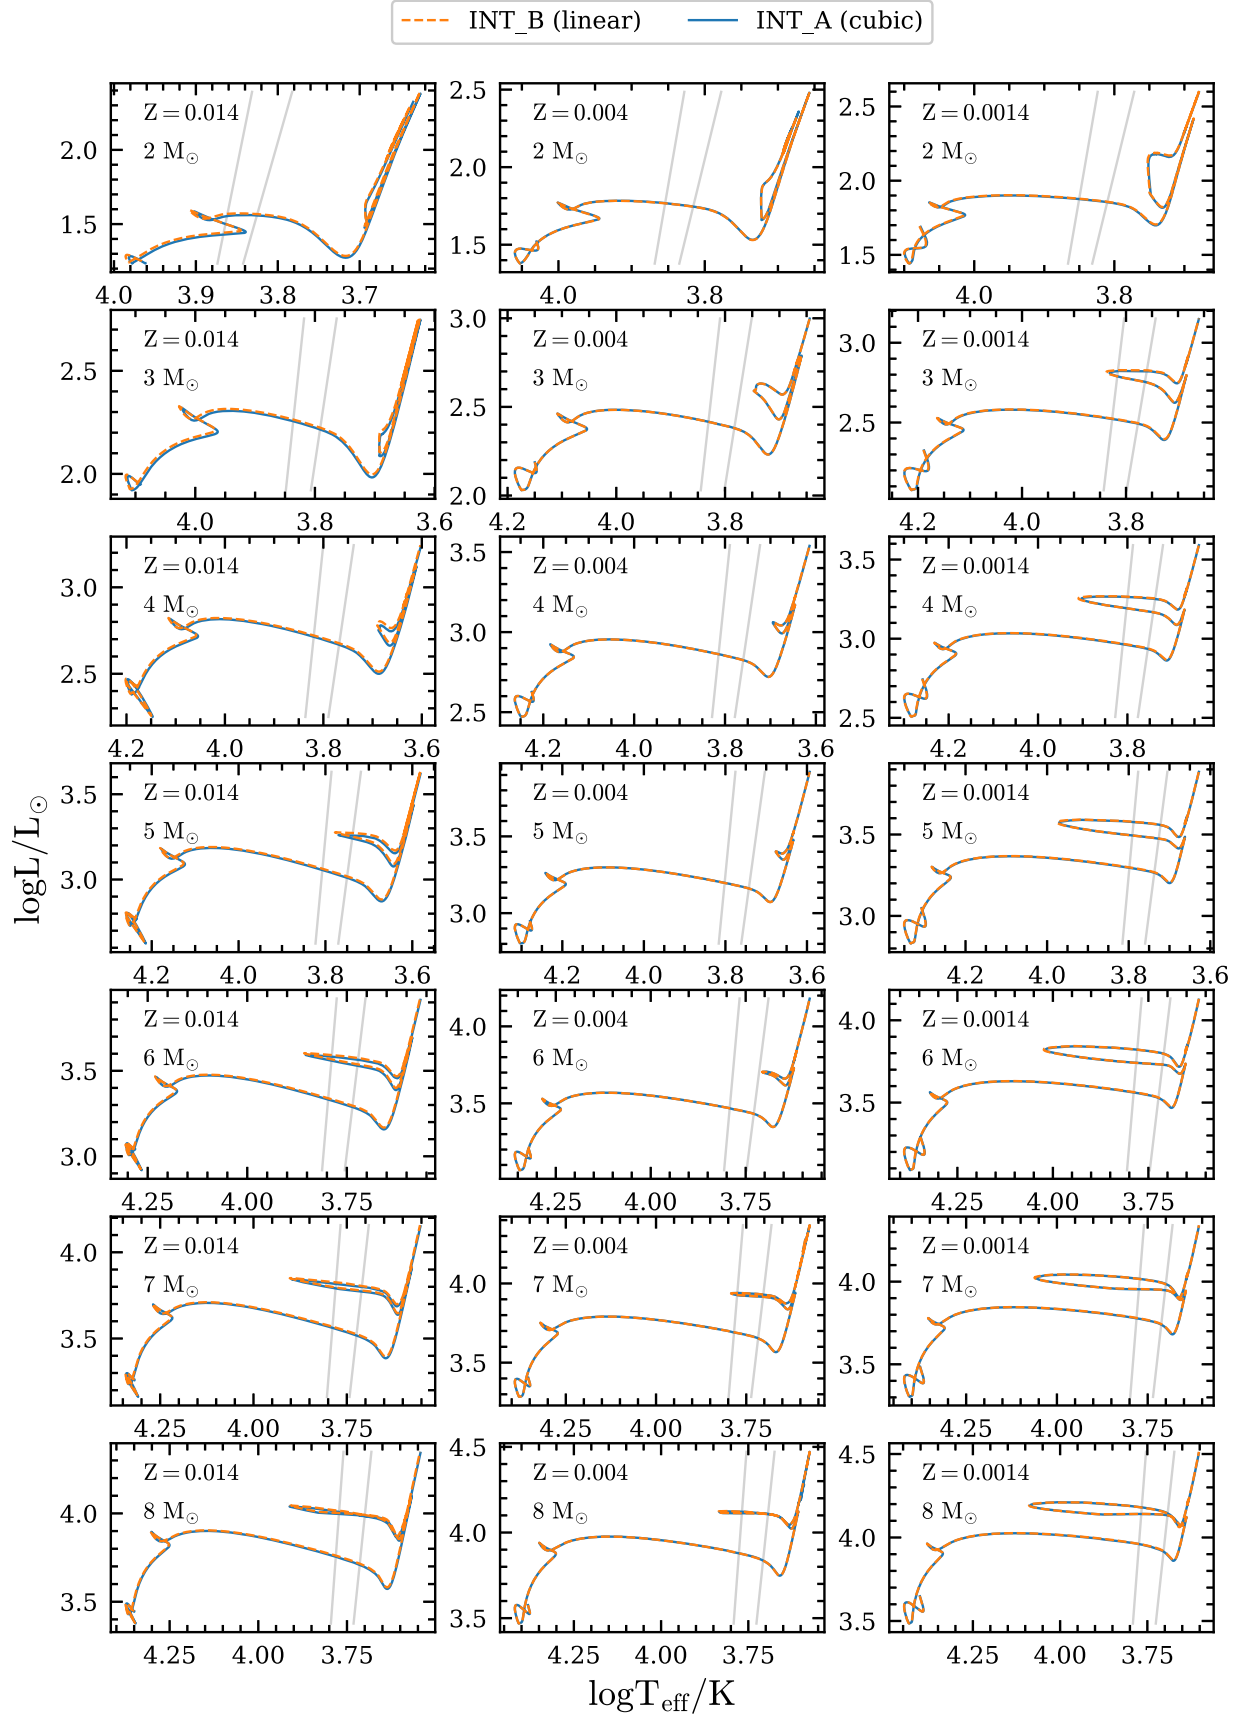 INT_B (linear) INT_A (cubic)
Z = 0.014
2 M⊙
2.0
1.5
4.0 3.9 3.8 3.7
Z = 0.004
2 M⊙
2.5
2.0
1.5
4.0 3.8
Z = 0.0014
2 M⊙
2.5
2.0
1.5
4.0 3.8
Z = 0.014
3 M⊙
2.5
2.0
4.0 3.8 3.6
Z = 0.004
3 M⊙
3.0
2.5
2.0
4.2 4.0 3.8
Z = 0.0014
3 M⊙
3.0
2.5
4.2 4.0 3.8
Z = 0.014
4 M⊙
3.0
2.5
4.2 4.0 3.8 3.6
Z = 0.004
4 M⊙
3.5
3.0
2.5
4.2 4.0 3.8 3.6
Z = 0.0014
4 M⊙
3.5
3.0
2.5
4.2 4.0 3.8
logL/L⊙
Z = 0.014
5 M⊙
3.5
3.0
4.2 4.0 3.8 3.6
Z = 0.004
5 M⊙
3.5
3.0
4.2 4.0 3.8 3.6
Z = 0.0014
5 M⊙
3.5
3.0
4.2 4.0 3.8 3.6
Z = 0.014
6 M⊙
3.5
3.0
4.25 4.00 3.75
Z = 0.004
6 M⊙
4.0
3.5
4.25 4.00 3.75
Z = 0.0014
6 M⊙
4.0
3.5
4.25 4.00 3.75
Z = 0.014
7 M⊙
4.0
3.5
4.25 4.00 3.75
Z = 0.004
7 M⊙
4.0
3.5
4.25 4.00 3.75
Z = 0.0014
7 M⊙
4.0
3.5
4.25 4.00 3.75
Z = 0.014
8 M⊙
4.0
3.5
4.25 4.00 3.75
Z = 0.004
8 M⊙
4.5
4.0
3.5
4.25 4.00 3.75
Z = 0.0014
8 M⊙
4.5
4.0
3.5
4.25 4.00 3.75
logT_eff/K